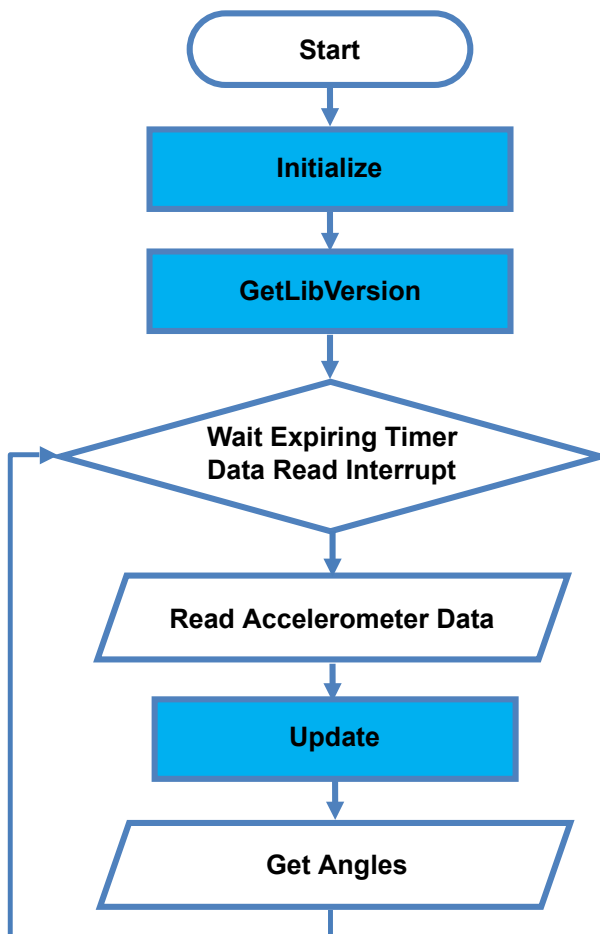 Start
Initialize
GetLibVersion
Wait Expiring Timer
Data Read Interrupt
Read Accelerometer Data
Update
Get Angles